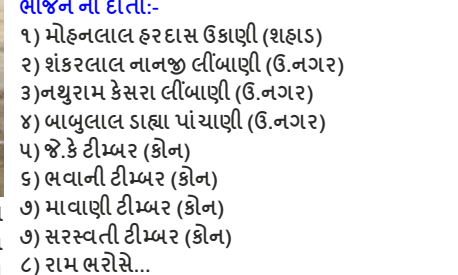 ભોજન ના દાતા:-
૧) મોહનલાલ હરદાસ ઉકાણી (શહાડ)
૨) શંકરલાલ નાનજી લીંબાણી (ઉ.નગર)
૩)નથુરામ કેસરા લીંબાણી (ઉ.નગર)
૪) બાબુલાલ ડાહ્યા પાંચાણી (ઉ.નગર)
૫) જે.કે ટીમ્બર (કોન)
૬) ભવાની ટીમ્બર (કોન)
૭) માવાણી ટીમ્બર (કોન)
૭) સરસ્વતી ટીમ્બર (કોન)
૮) રામ ભરોસે...